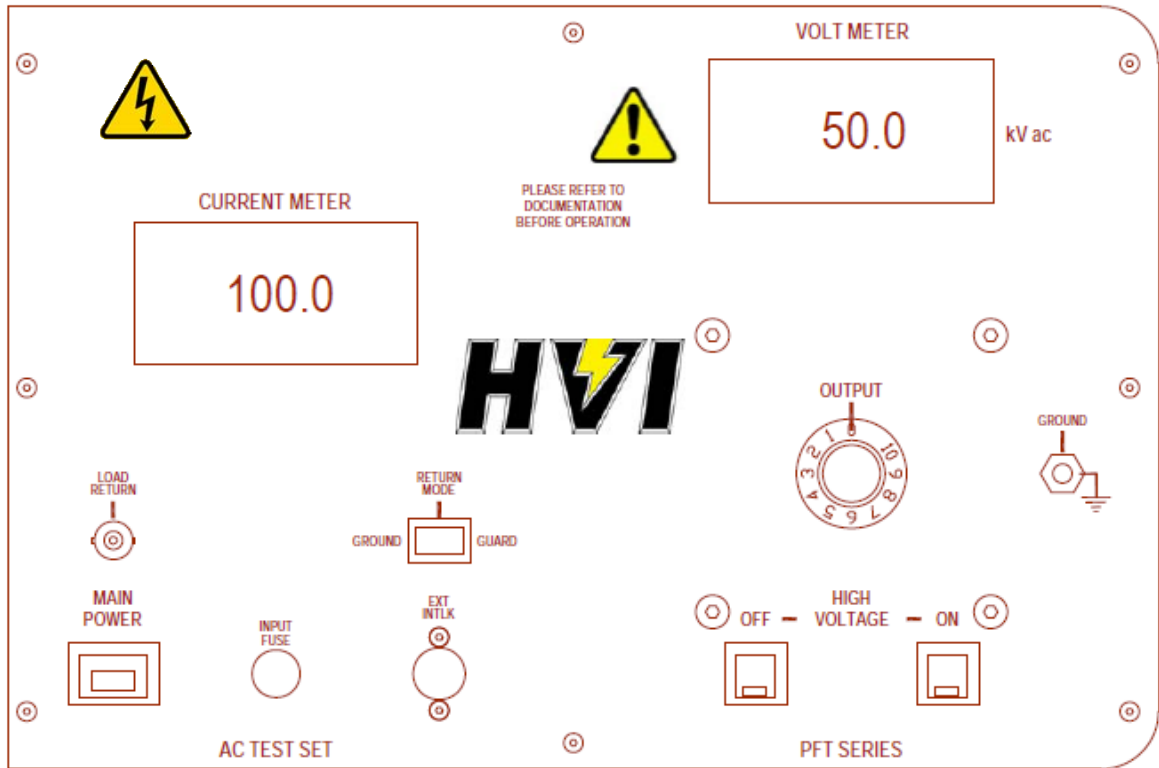 VOLT METER
50.0
kV ac
PLEASE REFER TO
DOCUMENTATION
BEFORE OPERATION
CURRENT METER
100.0
HVI
OUTPUT
0
1
2
3
4
5
6
7
8
9
10
GROUND
LOAD
RETURN
RETURN
MODE
GROUND
GUARD
MAIN
POWER
INPUT
FUSE
EXT
INTLK
OFF – HIGH VOLTAGE – ON
AC TEST SET
PFT SERIES